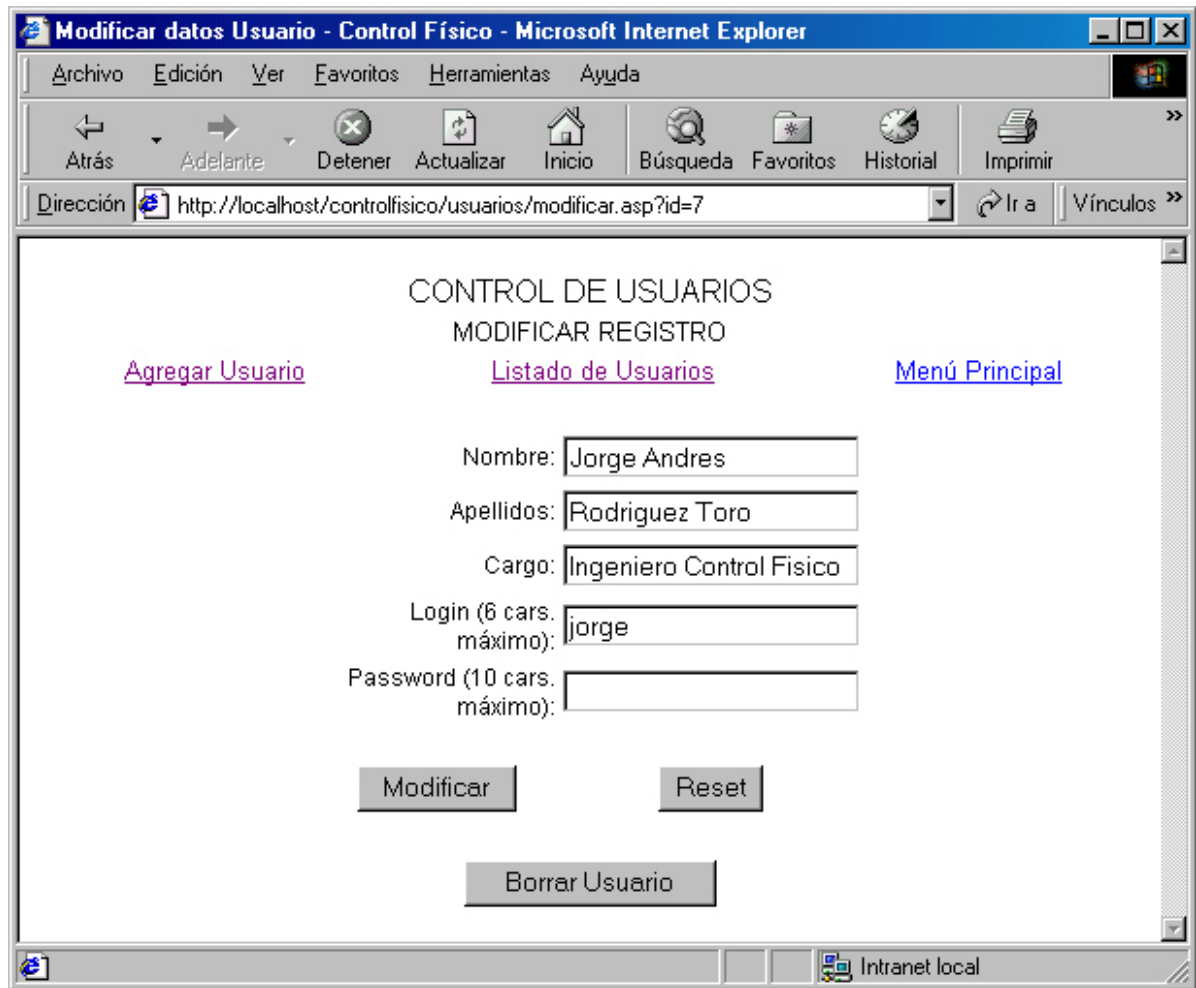 Modificar datos Usuario - Control Físico - Microsoft Internet Explorer
Archivo Edición Ver Favoritos Herramientas Ayuda
Atrás Adelante Detener Actualizar Inicio Búsqueda Favoritos Historial Imprimir »
Dirección http://localhost/controlfisico/usuarios/modificar.asp?id=7 Ir a Vínculos »
CONTROL DE USUARIOS
MODIFICAR REGISTRO
Agregar Usuario Listado de Usuarios Menú Principal
Nombre: Jorge Andres
Apellidos: Rodriguez Toro
Cargo: Ingeniero Control Fisico
Login (6 cars.
máximo): jorge
Password (10 cars.
máximo):
Modificar Reset
Borrar Usuario
Intranet local